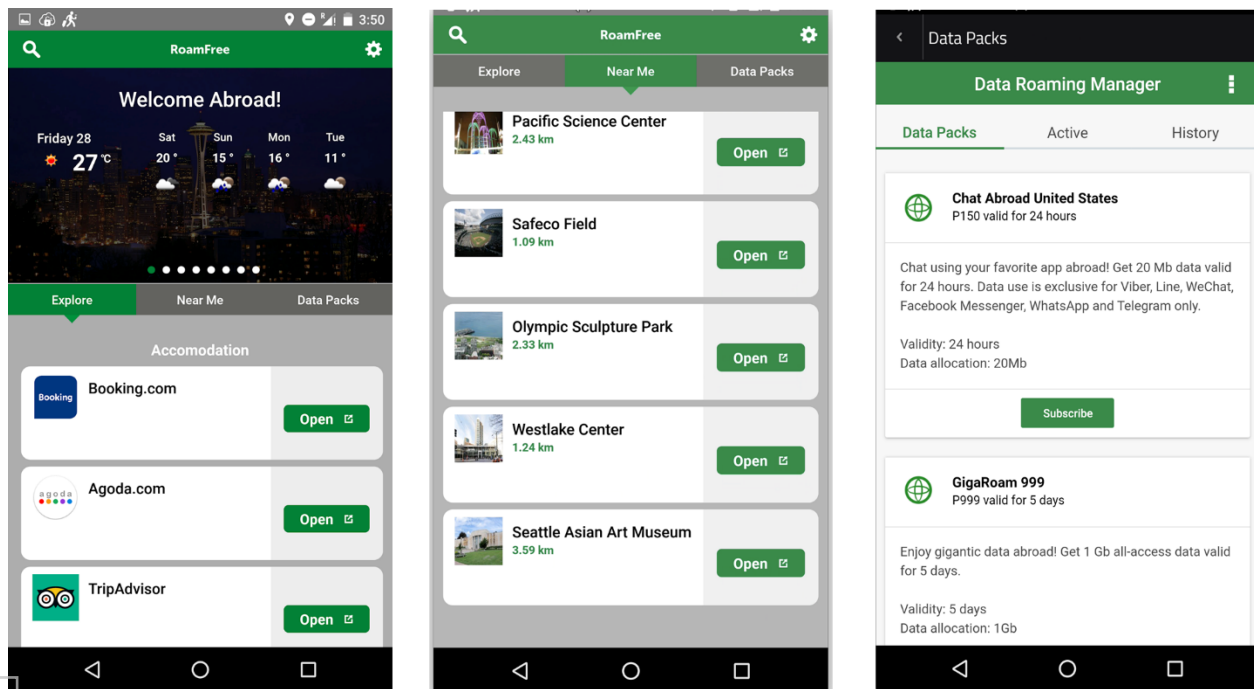 3:50
RoamFree
Welcome Abroad!
Friday 28
Sat
Sun
Mon
Tue
27 °C
20 °
15 °
16 °
11 °
Explore
Near Me
Data Packs
Accomodation
Booking
Booking.com
Open
agoda
Agoda.com
Open
TripAdvisor
Open
RoamFree
Explore
Near Me
Data Packs
Pacific Science Center
2.43 km
Open
Safeco Field
1.09 km
Open
Olympic Sculpture Park
2.33 km
Open
Westlake Center
1.24 km
Open
Seattle Asian Art Museum
3.59 km
Open
Data Packs
Data Roaming Manager
Data Packs
Active
History
Chat Abroad United States
P150 valid for 24 hours
Chat using your favorite app abroad! Get 20 Mb data valid
for 24 hours. Data use is exclusive for Viber, Line, WeChat,
Facebook Messenger, WhatsApp and Telegram only.
Validity: 24 hours
Data allocation: 20Mb
Subscribe
GigaRoam 999
P999 valid for 5 days
Enjoy gigantic data abroad! Get 1 Gb all-access data valid
for 5 days.
Validity: 5 days
Data allocation: 1Gb